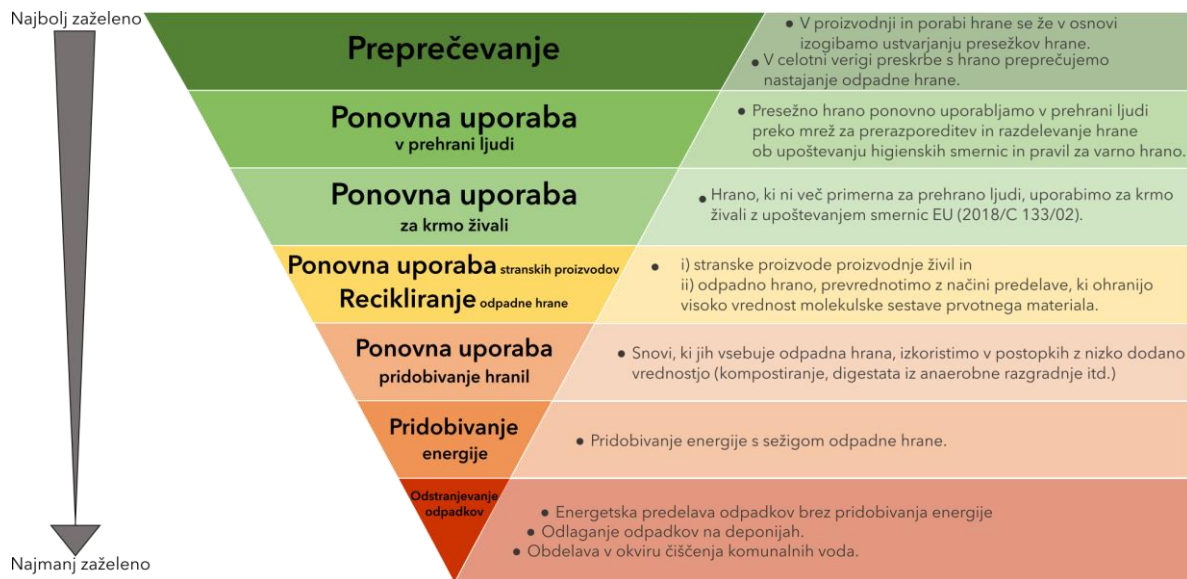 Najbolj zaželeno
Preprečevanje
● V proizvodnji in porabi hrane se že v osnovi
izogibamo ustvarjanju presežkov hrane.
● V celotni verigi preskrbe s hrano preprečujemo
nastajanje odpadne hrane.
Ponovna uporaba
v prehrani ljudi
● Presežno hrano ponovno uporabljamo v prehrani ljudi
preko mrež za prerazporeditev in razdelevanje hrane
ob upoštevanju higienskih smernic in pravil za varno hrano.
Ponovna uporaba
za krmo živali
● Hrano, ki ni več primerna za prehrano ljudi, uporabimo za krmo
živali z upoštevanjem smernic EU (2018/C 133/02).
Ponovna uporaba stranskih proizvodov
Recikliranje odpadne hrane
● i) stranske proizvode proizvodnje živil in
ii) odpadno hrano, prevrednotimo z načini predelave, ki ohranijo
visoko vrednost molekulske sestave prvotnega materiala.
Ponovna uporaba
pridobivanje hranil
● Snovi, ki jih vsebuje odpadna hrana, izkoristimo v postopkih z nizko dodano
vrednostjo (kompostiranje, digestata iz anaerobne razgradnje itd.)
Pridobivanje
energije
● Pridobivanje energije s sežigom odpadne hrane.
Odstranjevanje
odpadkov
● Energetska predelava odpadkov brez pridobivanja energije
● Odlaganje odpadkov na deponijah.
● Obdelava v okviru čiščenja komunalnih voda.
Najmanj zaželeno